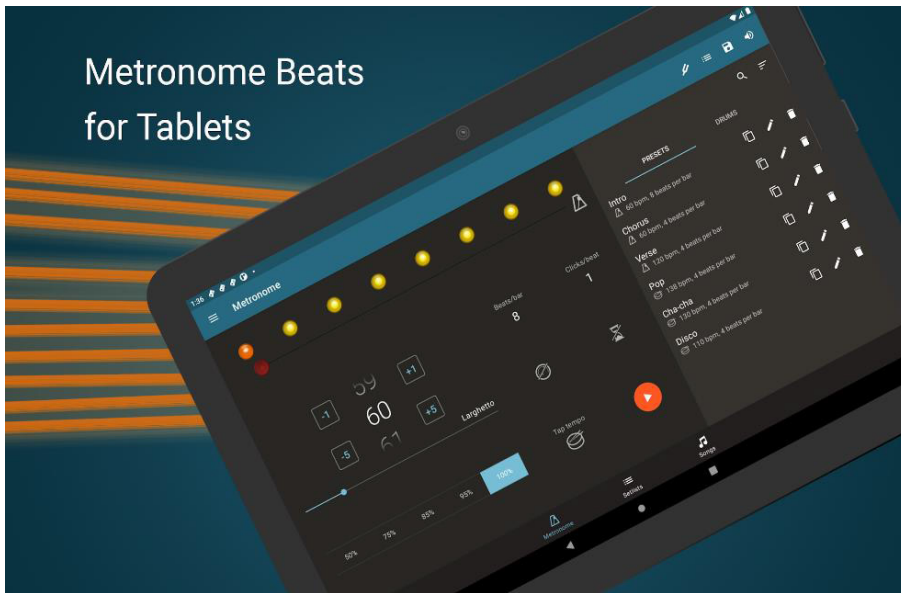 Metronome Beats
for Tablets
1:36
Metronome
Beats/bar
8
Clicks/beat
1
59
60
61
-1
+1
-5
+5
Larghetto
Tap tempo
50%
75%
85%
95%
100%
PRESETS
DRUMS
Intro
60 bpm, 8 beats per bar
Chorus
60 bpm, 4 beats per bar
Verse
120 bpm, 4 beats per bar
Pop
138 bpm, 4 beats per bar
Cha-cha
130 bpm, 4 beats per bar
Disco
110 bpm, 4 beats per bar
Metronome
Setlists
Songs